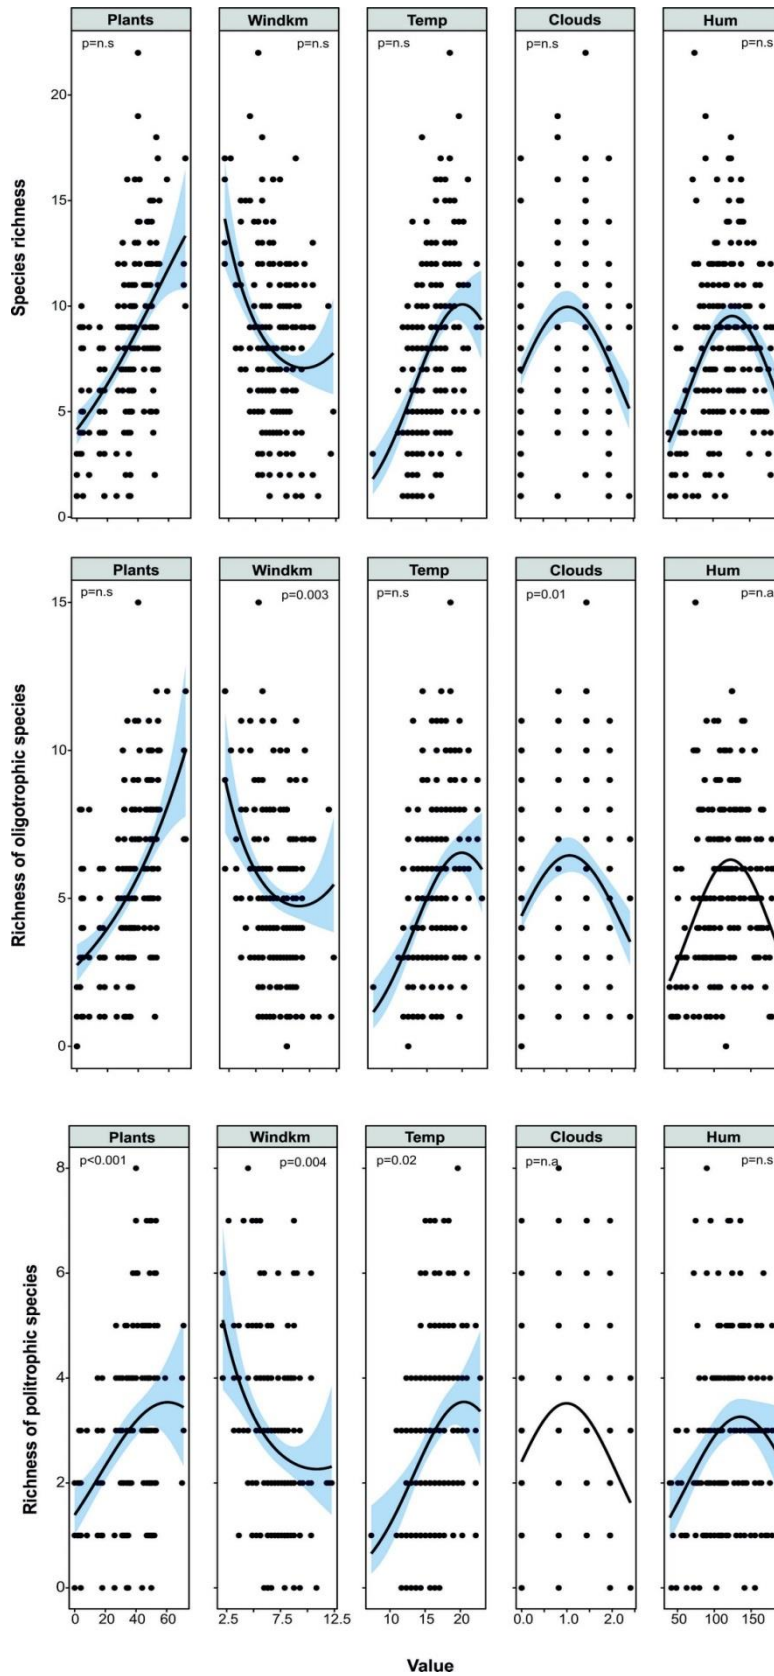 Plants Windkm Temp Clouds Hum
p=n.s p=n.s p=n.s p=n.s p=n.s
Species richness
20
15
10
5
0
Plants Windkm Temp Clouds Hum
p=n.s p=0.003 p=n.s p=0.01 p=n.a
Richness of oligotrophic species
15
10
5
0
Plants Windkm Temp Clouds Hum
p<0.001 p=0.004 p=0.02 p=n.a p=n.s
Richness of politrophic species
8
6
4
2
0
0 20 40 60 2.5 7.5 12.5 10 15 20 0.0 1.0 2.0 50 100 150
Value